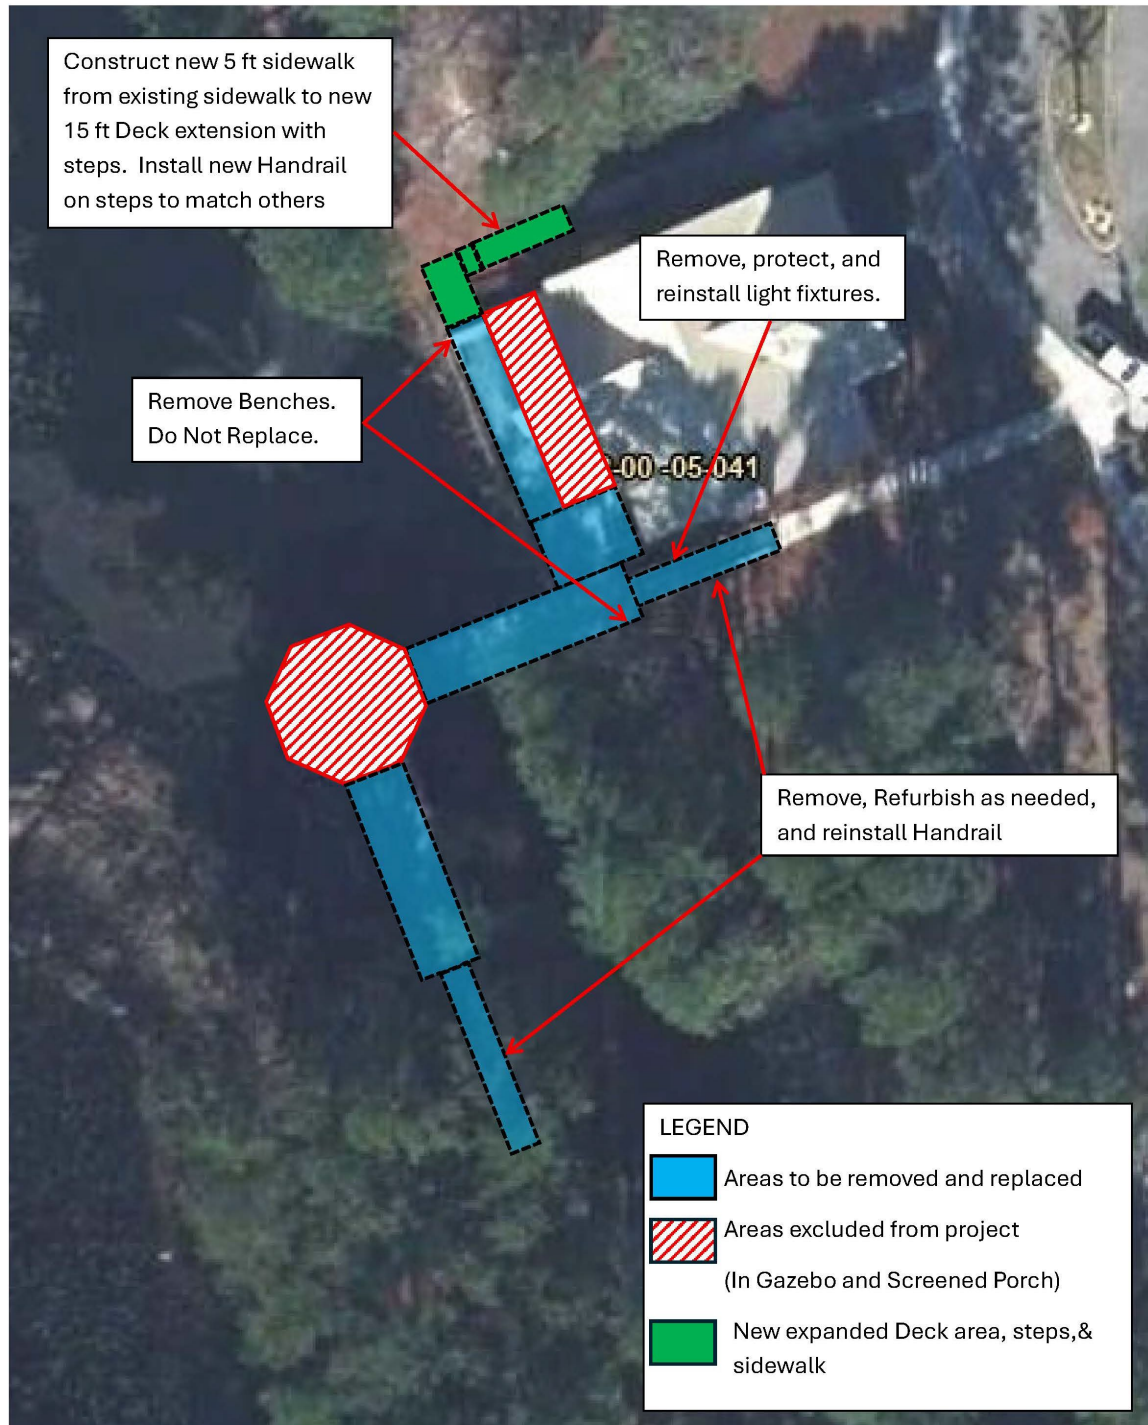 Construct new 5 ft sidewalk
from existing sidewalk to new
15 ft Deck extension with
steps. Install new Handrail
on steps to match others
Remove, protect, and
reinstall light fixtures.
Remove Benches.
Do Not Replace.
-00 -05-041
Remove, Refurbish as needed,
and reinstall Handrail
LEGEND
Areas to be removed and replaced
Areas excluded from project
(In Gazebo and Screened Porch)
New expanded Deck area, steps,&
sidewalk